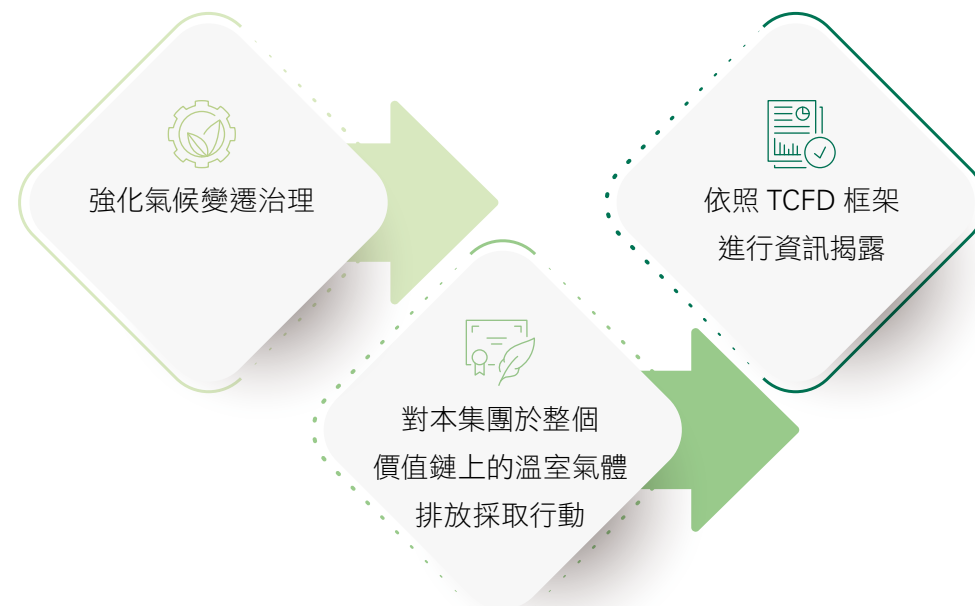 強化氣候變遷治理
對本集團於整個
價值鏈上的溫室氣體
排放採取行動
依照 TCFD 框架
進行資訊揭露